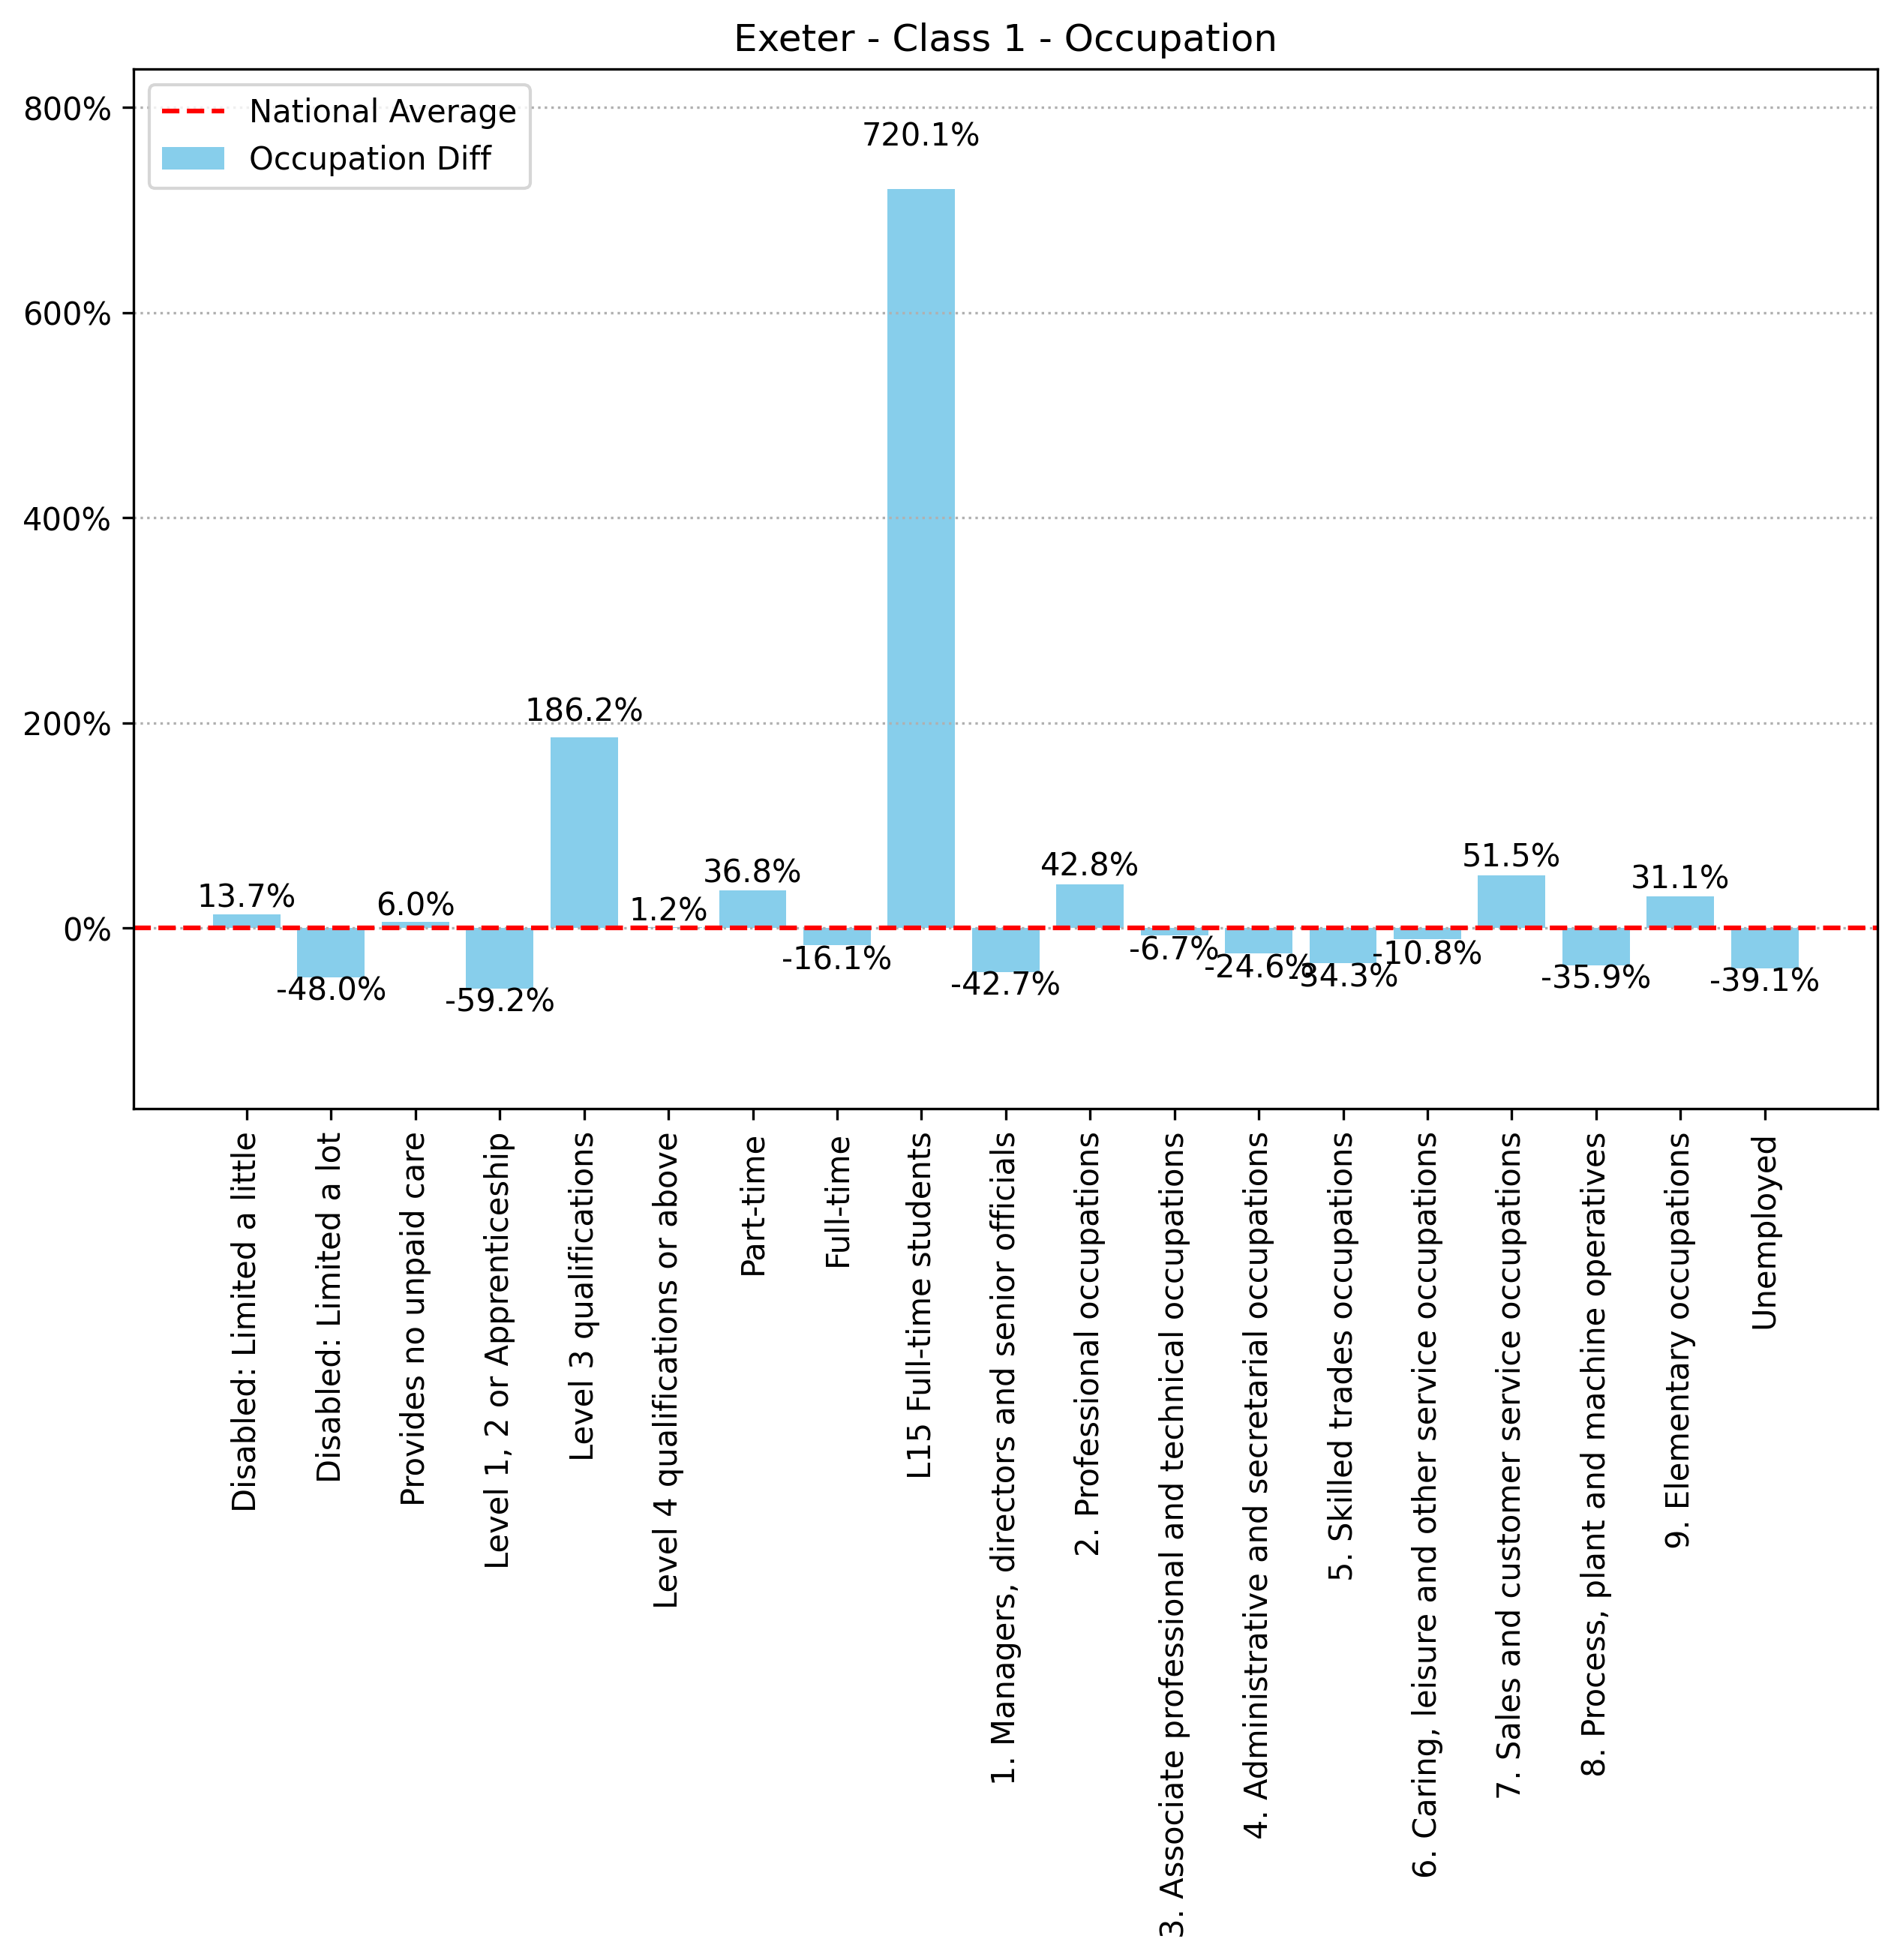 Exeter - Class 1 - Occupation
National Average
Occupation Diff
800%
600%
400%
200%
0%
13.7%
-48.0%
6.0%
-59.2%
186.2%
1.2%
36.8%
-16.1%
720.1%
-42.7%
42.8%
-6.7%
-24.6%
-34.3%
-10.8%
51.5%
-35.9%
31.1%
-39.1%
Disabled: Limited a little
Disabled: Limited a lot
Provides no unpaid care
Level 1, 2 or Apprenticeship
Level 3 qualifications
Level 4 qualifications or above
Part-time
Full-time
L15 Full-time students
1. Managers, directors and senior officials
2. Professional occupations
3. Associate professional and technical occupations
4. Administrative and secretarial occupations
5. Skilled trades occupations
6. Caring, leisure and other service occupations
7. Sales and customer service occupations
8. Process, plant and machine operatives
9. Elementary occupations
Unemployed